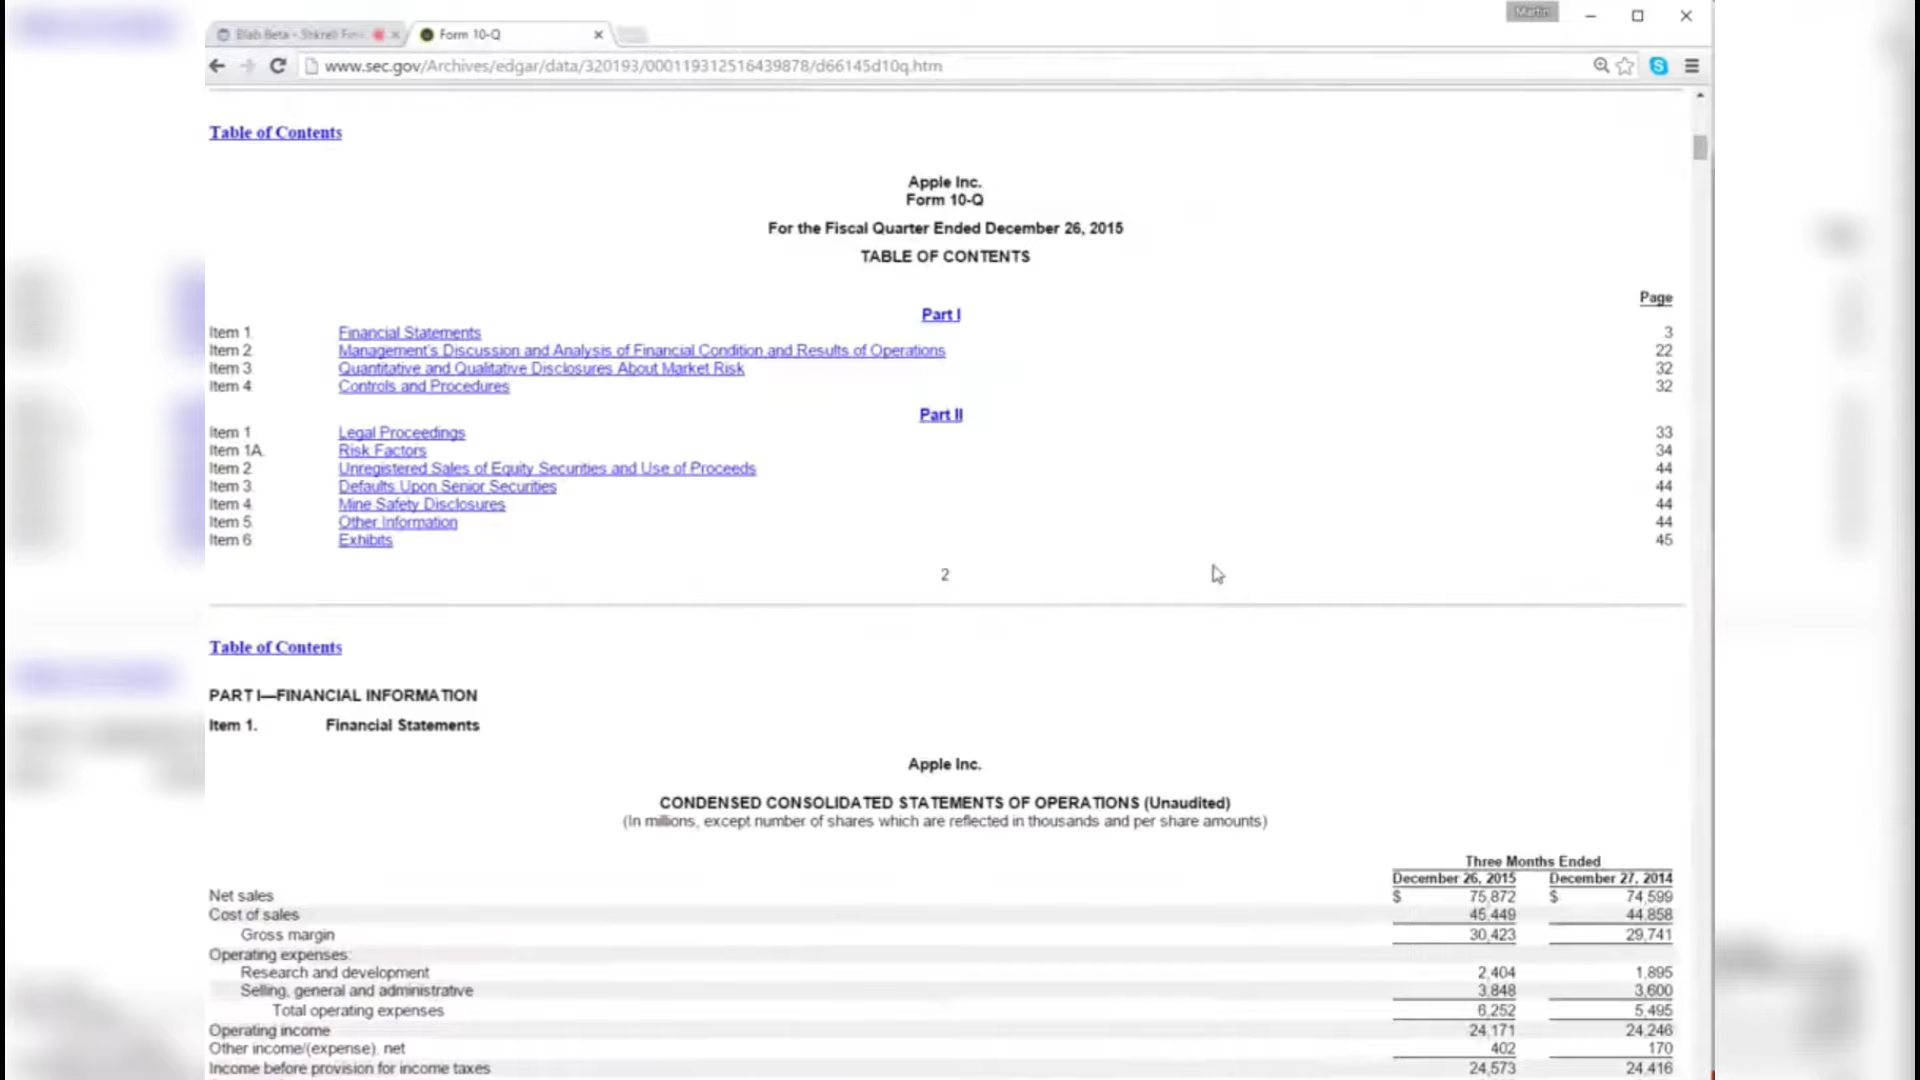 Martin
Blab Beta - Shkreli Fin
Form 10-Q
www.sec.gov/Archives/edgar/data/320193/000119312516439878/d66145d10q.htm
Table of Contents
Apple Inc.
Form 10-Q
For the Fiscal Quarter Ended December 26, 2015
TABLE OF CONTENTS
Page
Part I
Item 1. Financial Statements 3
Item 2. Management's Discussion and Analysis of Financial Condition and Results of Operations 22
Item 3. Quantitative and Qualitative Disclosures About Market Risk 32
Item 4. Controls and Procedures 32
Part II
Item 1. Legal Proceedings 33
Item 1A. Risk Factors 34
Item 2. Unregistered Sales of Equity Securities and Use of Proceeds 44
Item 3. Defaults Upon Senior Securities 44
Item 4. Mine Safety Disclosures 44
Item 5. Other Information 44
Item 6. Exhibits 45
2
Table of Contents
PART I—FINANCIAL INFORMATION
Item 1. Financial Statements
Apple Inc.
CONDENSED CONSOLIDATED STATEMENTS OF OPERATIONS (Unaudited)
(In millions, except number of shares which are reflected in thousands and per share amounts)
Three Months Ended
December 26, 2015 December 27, 2014
Net sales $ 75,872 $ 74,599
Cost of sales 45,449 44,858
Gross margin 30,423 29,741
Operating expenses:
Research and development 2,404 1,895
Selling, general and administrative 3,848 3,600
Total operating expenses 6,252 5,495
Operating income 24,171 24,246
Other income/(expense), net 402 170
Income before provision for income taxes 24,573 24,416